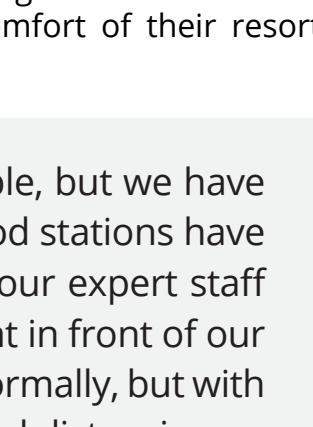 of their resort
but we have
stations have
our expert staff
in front of our
but with